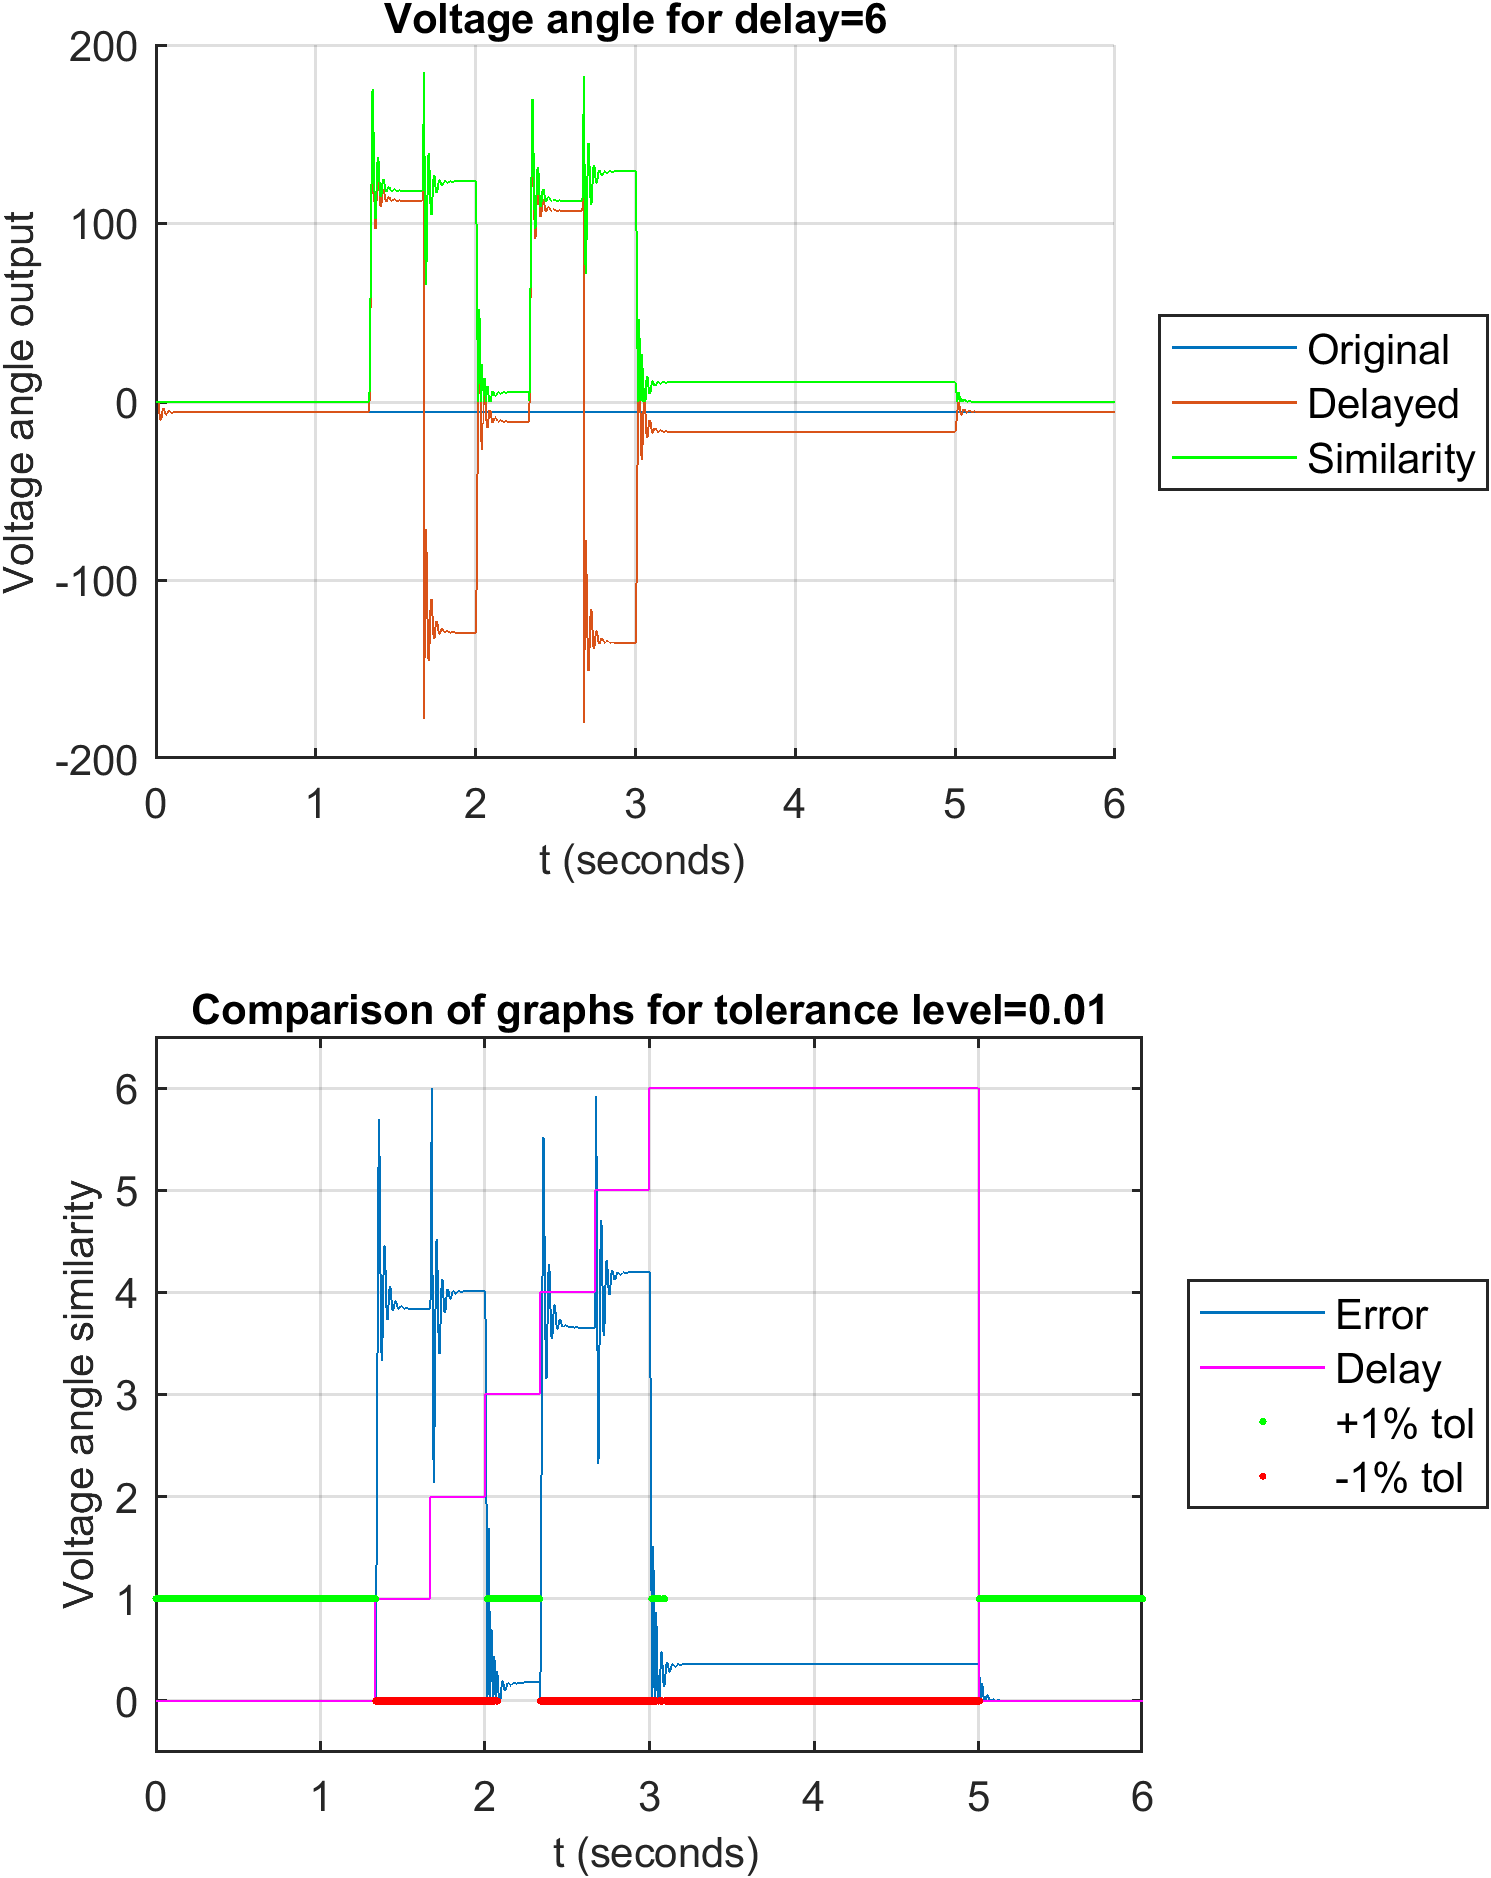 Voltage angle for delay=6
200
100
0
-100
-200
Voltage angle output
0 1 2 3 4 5 6
t (seconds)
Original
Delayed
Similarity
Comparison of graphs for tolerance level=0.01
6
5
4
3
2
1
0
Voltage angle similarity
0 1 2 3 4 5 6
t (seconds)
Error
Delay
+1% tol
-1% tol